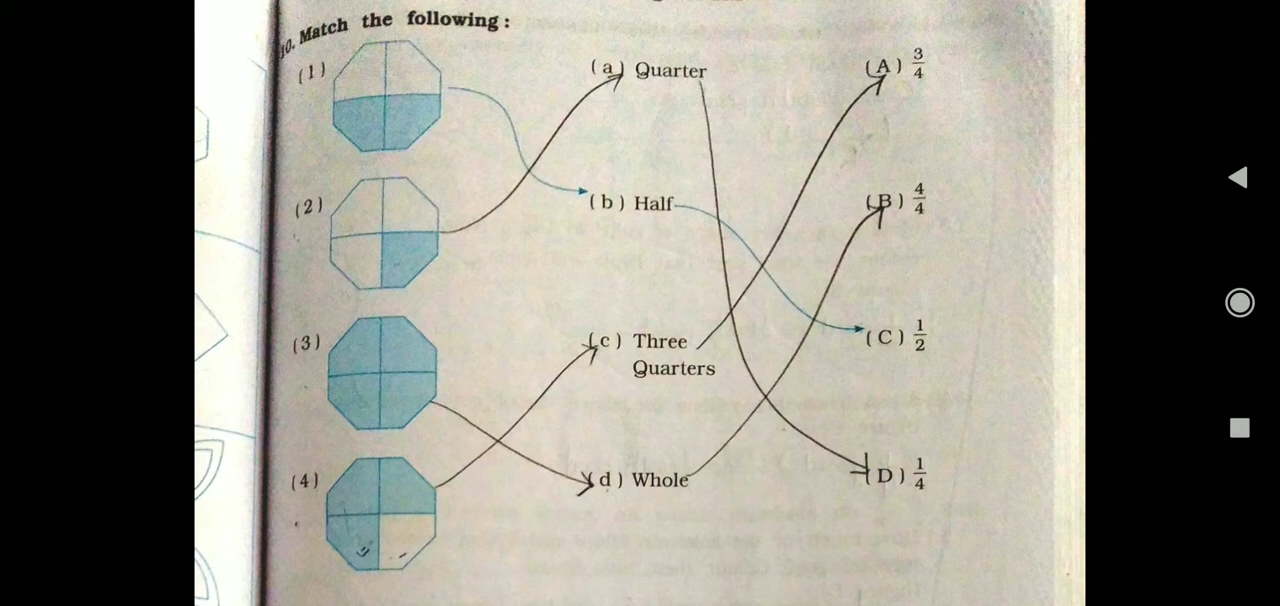 10. Match the following :
(1) (a) Quarter (A) 3/4
(2) (b) Half (B) 4/4
(3) (c) Three Quarters (C) 1/2
(4) (d) Whole (D) 1/4